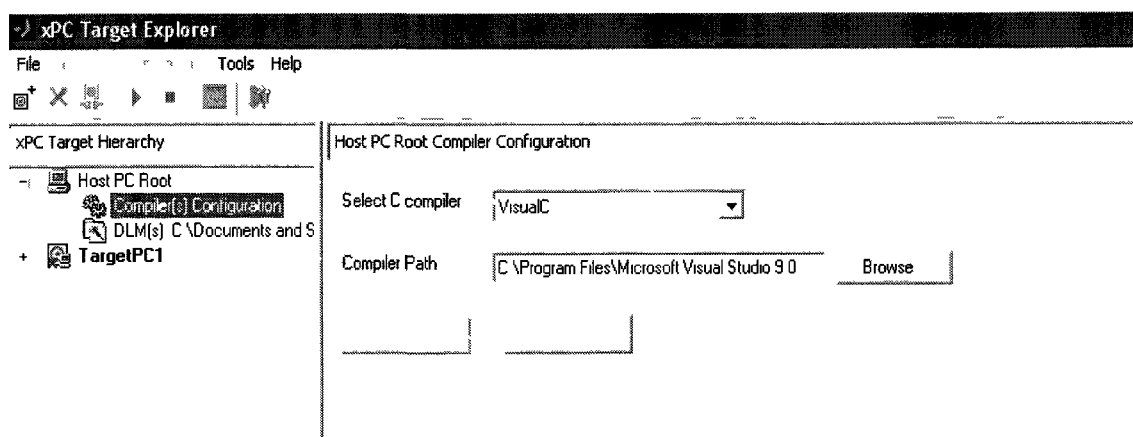 xPC Target Explorer
File Tools Help
xPC Target Hierarchy
Host PC Root Compiler Configuration
Host PC Root
Compiler(s) Configuration
DLM(s) C \Documents and S
TargetPC1
Select C compiler
VisualC
Compiler Path
C \Program Files\Microsoft Visual Studio 9 0
Browse